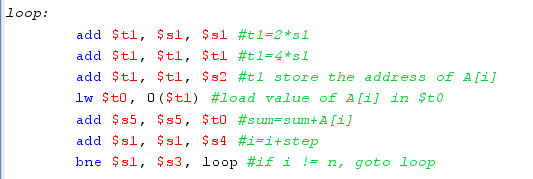 loop:
add $t1, $s1, $s1 #t1=2*s1
add $t1, $t1, $t1 #t1=4*s1
add $t1, $t1, $s2 #t1 store the address of A[i]
lw $t0, 0($t1) #load value of A[i] in $t0
add $s5, $s5, $t0 #sum=sum+A[i]
add $s1, $s1, $s4 #i=i+step
bne $s1, $s3, loop #if i != n, goto loop